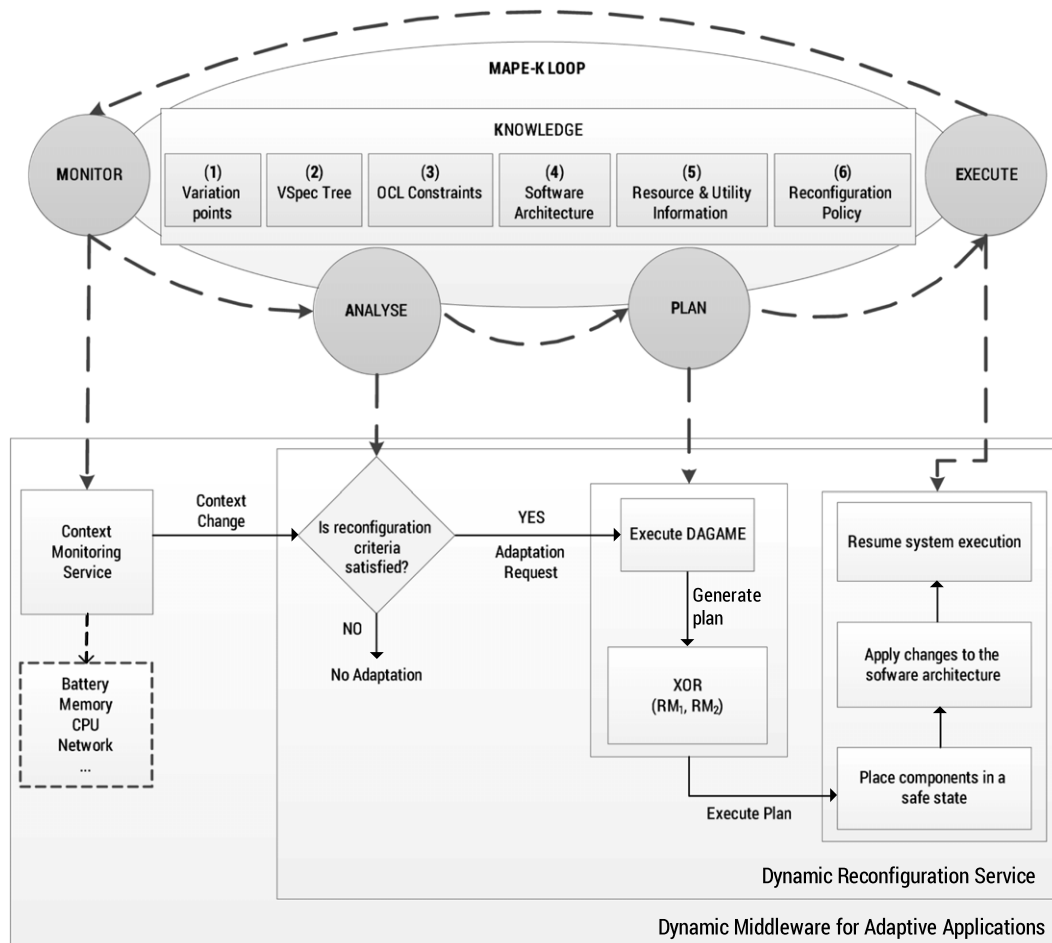 MAPE-K LOOP
KNOWLEDGE
MONITOR
EXECUTE
(1)
Variation
points
(2)
VSpec Tree
(3)
OCL Constraints
(4)
Software
Architecture
(5)
Resource & Utility
Information
(6)
Reconfiguration
Policy
ANALYSE
PLAN
Context
Monitoring
Service
Context
Change
Is reconfiguration
criteria
satisfied?
YES
Adaptation
Request
NO
No Adaptation
Execute DAGAME
Generate
plan
XOR
(RM₁, RM₂)
Execute Plan
Resume system execution
Apply changes to the
sofware architecture
Place components in a
safe state
Battery
Memory
CPU
Network
...
Dynamic Reconfiguration Service
Dynamic Middleware for Adaptive Applications